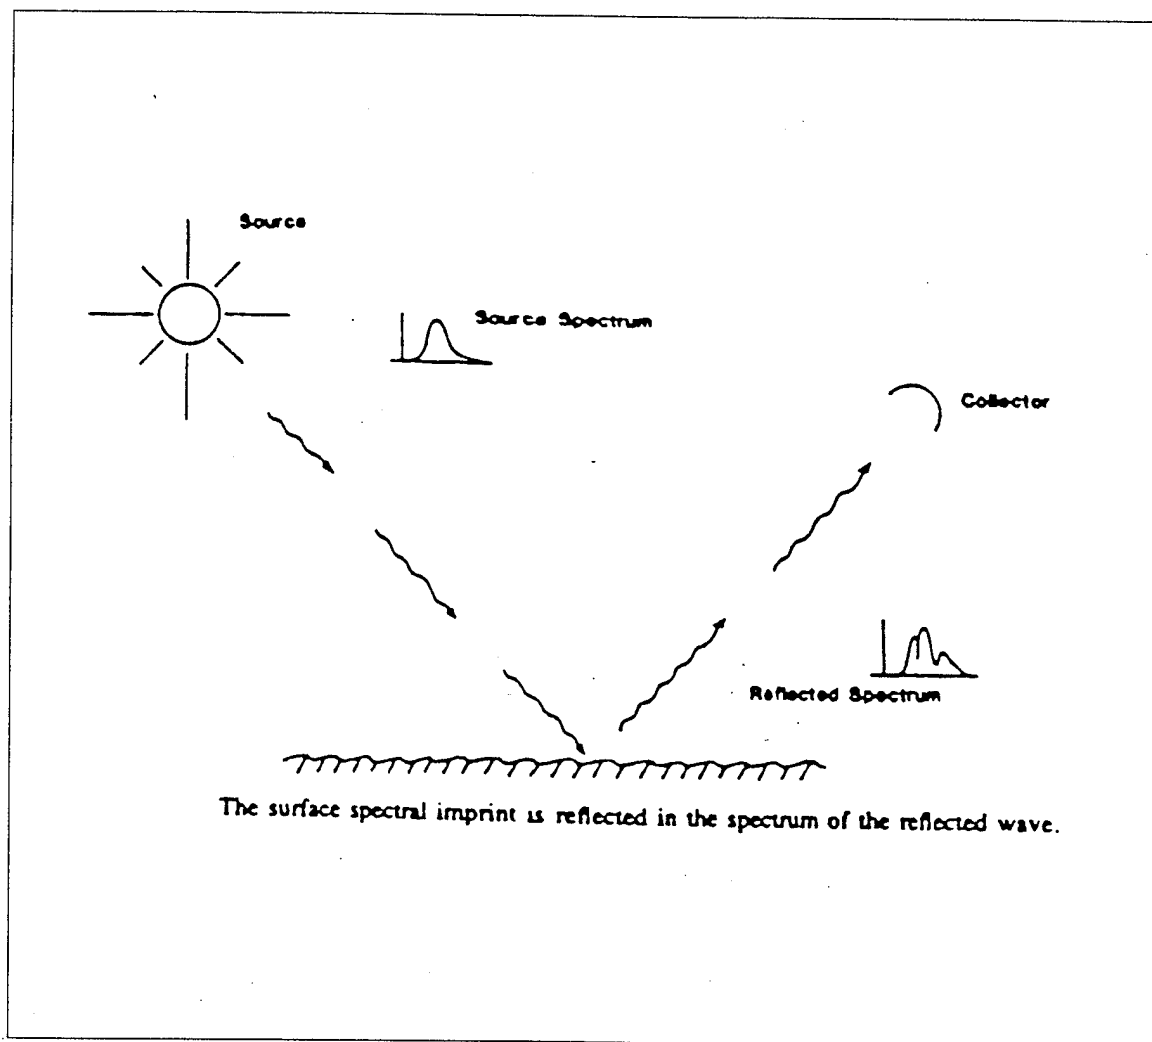 Source
Source Spectrum
Collector
Reflected Spectrum
The surface spectral imprint is reflected in the spectrum of the reflected wave.